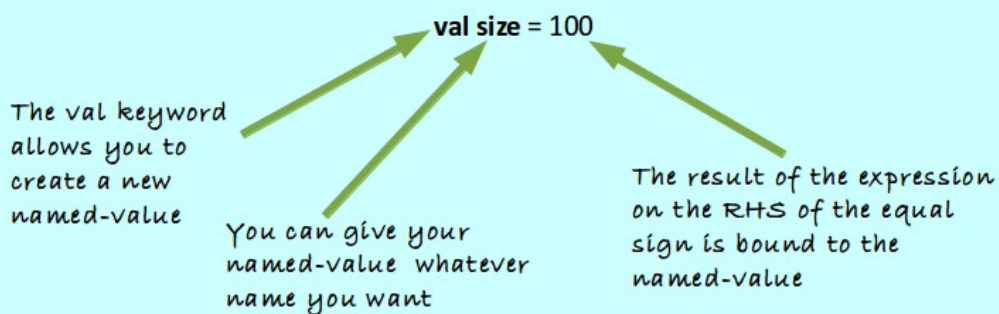 val size = 100
The val keyword
allows you to
create a new
named-value
You can give your
named-value whatever
name you want
The result of the expression
on the RHS of the equal
sign is bound to the
named-value